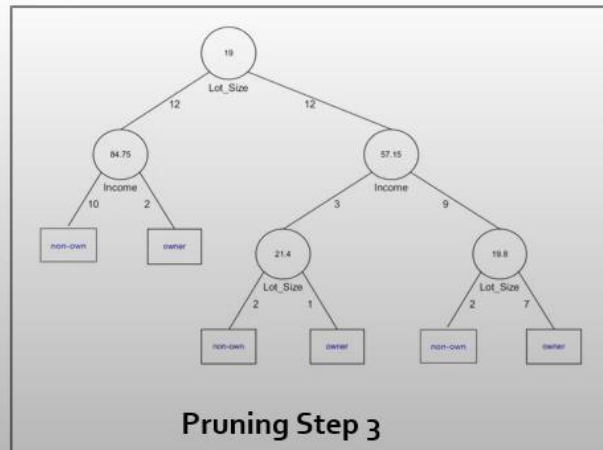 19
Lot_Size
12 12
84.75 57.15
Income Income
10 2 3 9
non-own owner 21.4 19.8
Lot_Size Lot_Size
2 1 2 7
non-own owner non-own owner
Pruning Step 3